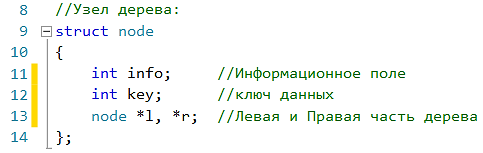 8 //Узел дерева:
9 struct node
10 {
11 int info; //Информационное поле
12 int key; //ключ данных
13 node *l, *r; //Левая и Правая часть дерева
14 };